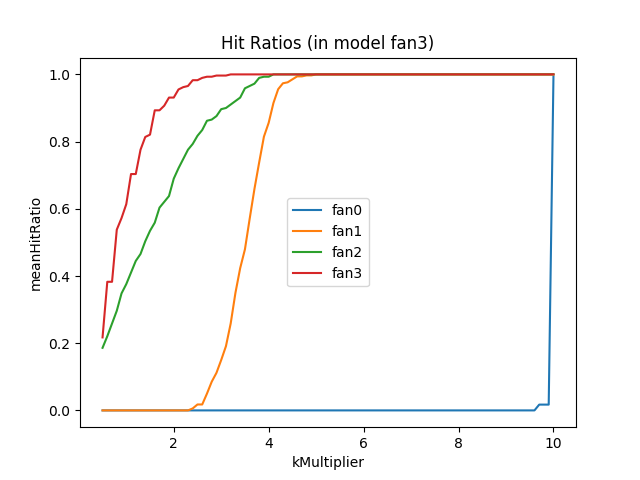 Hit Ratios (in model fan3)
meanHitRatio
1.0
0.8
0.6
0.4
0.2
0.0
fan0
fan1
fan2
fan3
2 4 6 8 10
kMultiplier